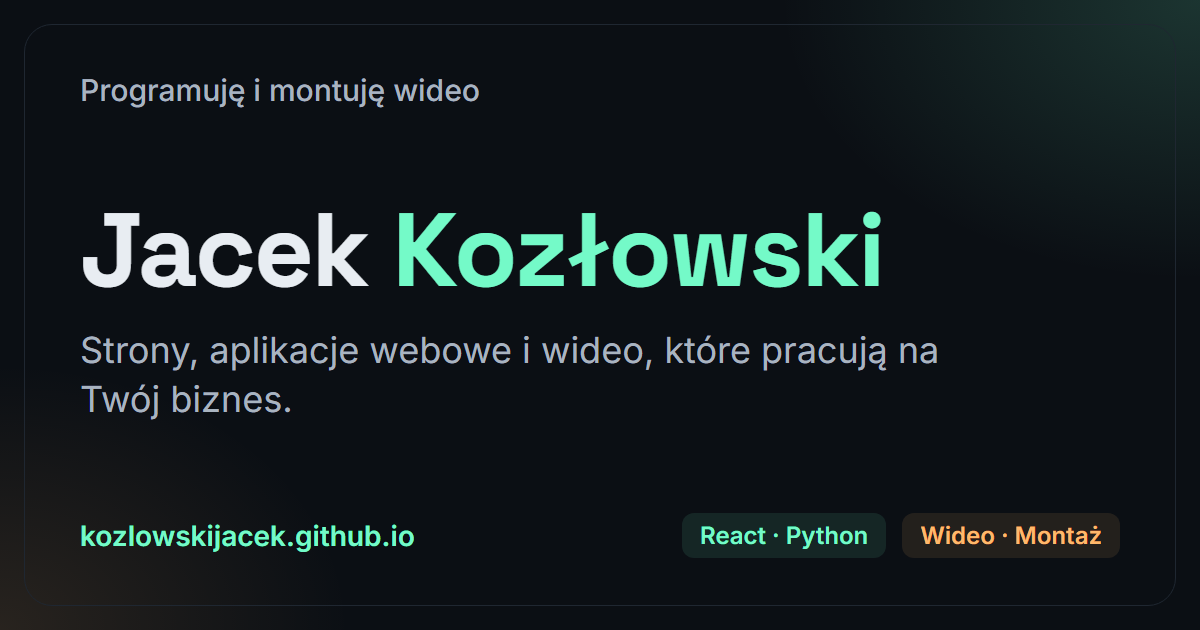 Programuję i montuję wideo
Jacek Kozłowski
Strony, aplikacje webowe i wideo, które pracują na
Twój biznes.
kozlowskijacek.github.io
React · Python
Wideo · Montaż